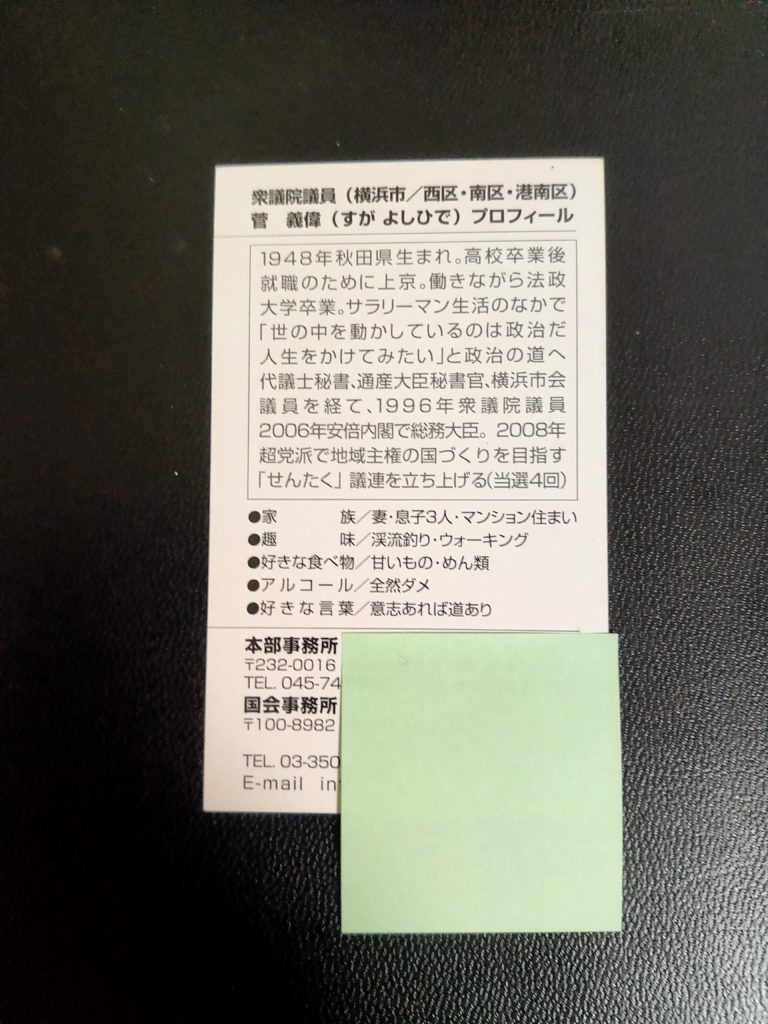 衆議院議員(横浜市/西区・南区・港南区)
菅 義偉(すが よしひで)プロフィール
1948年秋田県生まれ。高校卒業後
就職のために上京。働きながら法政
大学卒業。サラリーマン生活のなかで
「世の中を動かしているのは政治だ
人生をかけてみたい」と政治の道へ
代議士秘書、通産大臣秘書官、横浜市会
議員を経て、1996年衆議院議員
2006年安倍内閣で総務大臣。2008年
超党派で地域主権の国づくりを目指す
「せんたく」議連を立ち上げる(当選4回)
●家 族/妻・息子3人・マンション住まい
●趣 味/渓流釣り・ウォーキング
●好きな食べ物/甘いもの・めん類
●アルコール/全然ダメ
●好きな言葉/意志あれば道あり
本部事務所
〒232-0016
TEL. 045-74
国会事務所
〒100-8982
TEL. 03-350
E-mail in